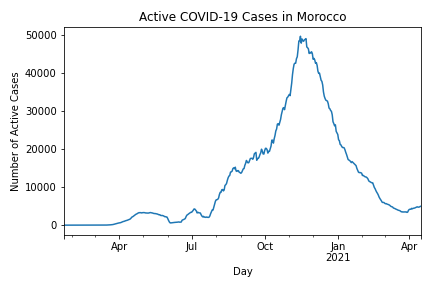 Active COVID-19 Cases in Morocco
50000
40000
30000
20000
10000
0
Number of Active Cases
Apr
Jul
Oct
Jan
2021
Apr
Day